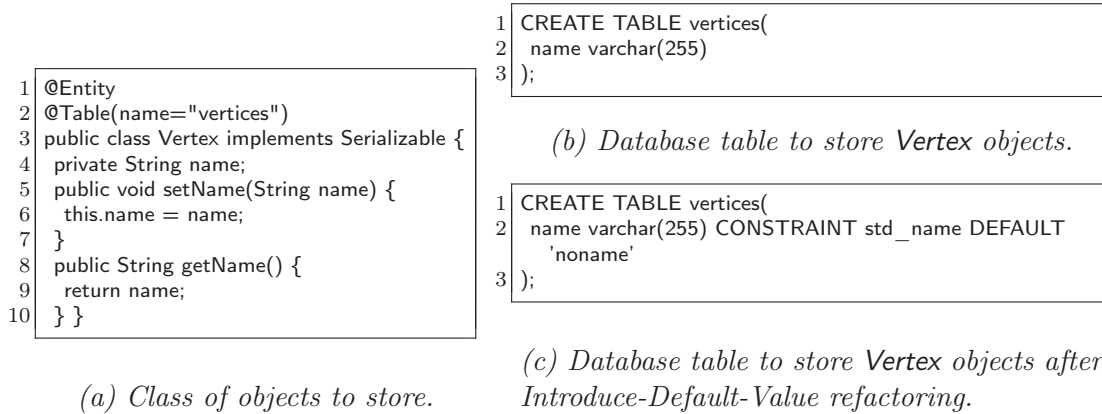 1 @Entity
2 @Table(name="vertices")
3 public class Vertex implements Serializable {
4 private String name;
5 public void setName(String name) {
6 this.name = name;
7 }
8 public String getName() {
9 return name;
10 } }
(a) Class of objects to store.
1 CREATE TABLE vertices(
2 name varchar(255)
3 );
(b) Database table to store Vertex objects.
1 CREATE TABLE vertices(
2 name varchar(255) CONSTRAINT std_name DEFAULT
'noname'
3 );
(c) Database table to store Vertex objects after
Introduce-Default-Value refactoring.